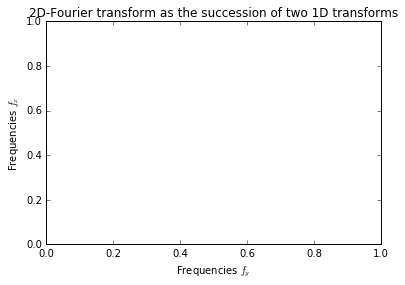 2D-Fourier transform as the succession of two 1D transforms
1.0
0.8
0.6
0.4
0.2
0.0
Frequencies f_x
0.0 0.2 0.4 0.6 0.8 1.0
Frequencies f_y